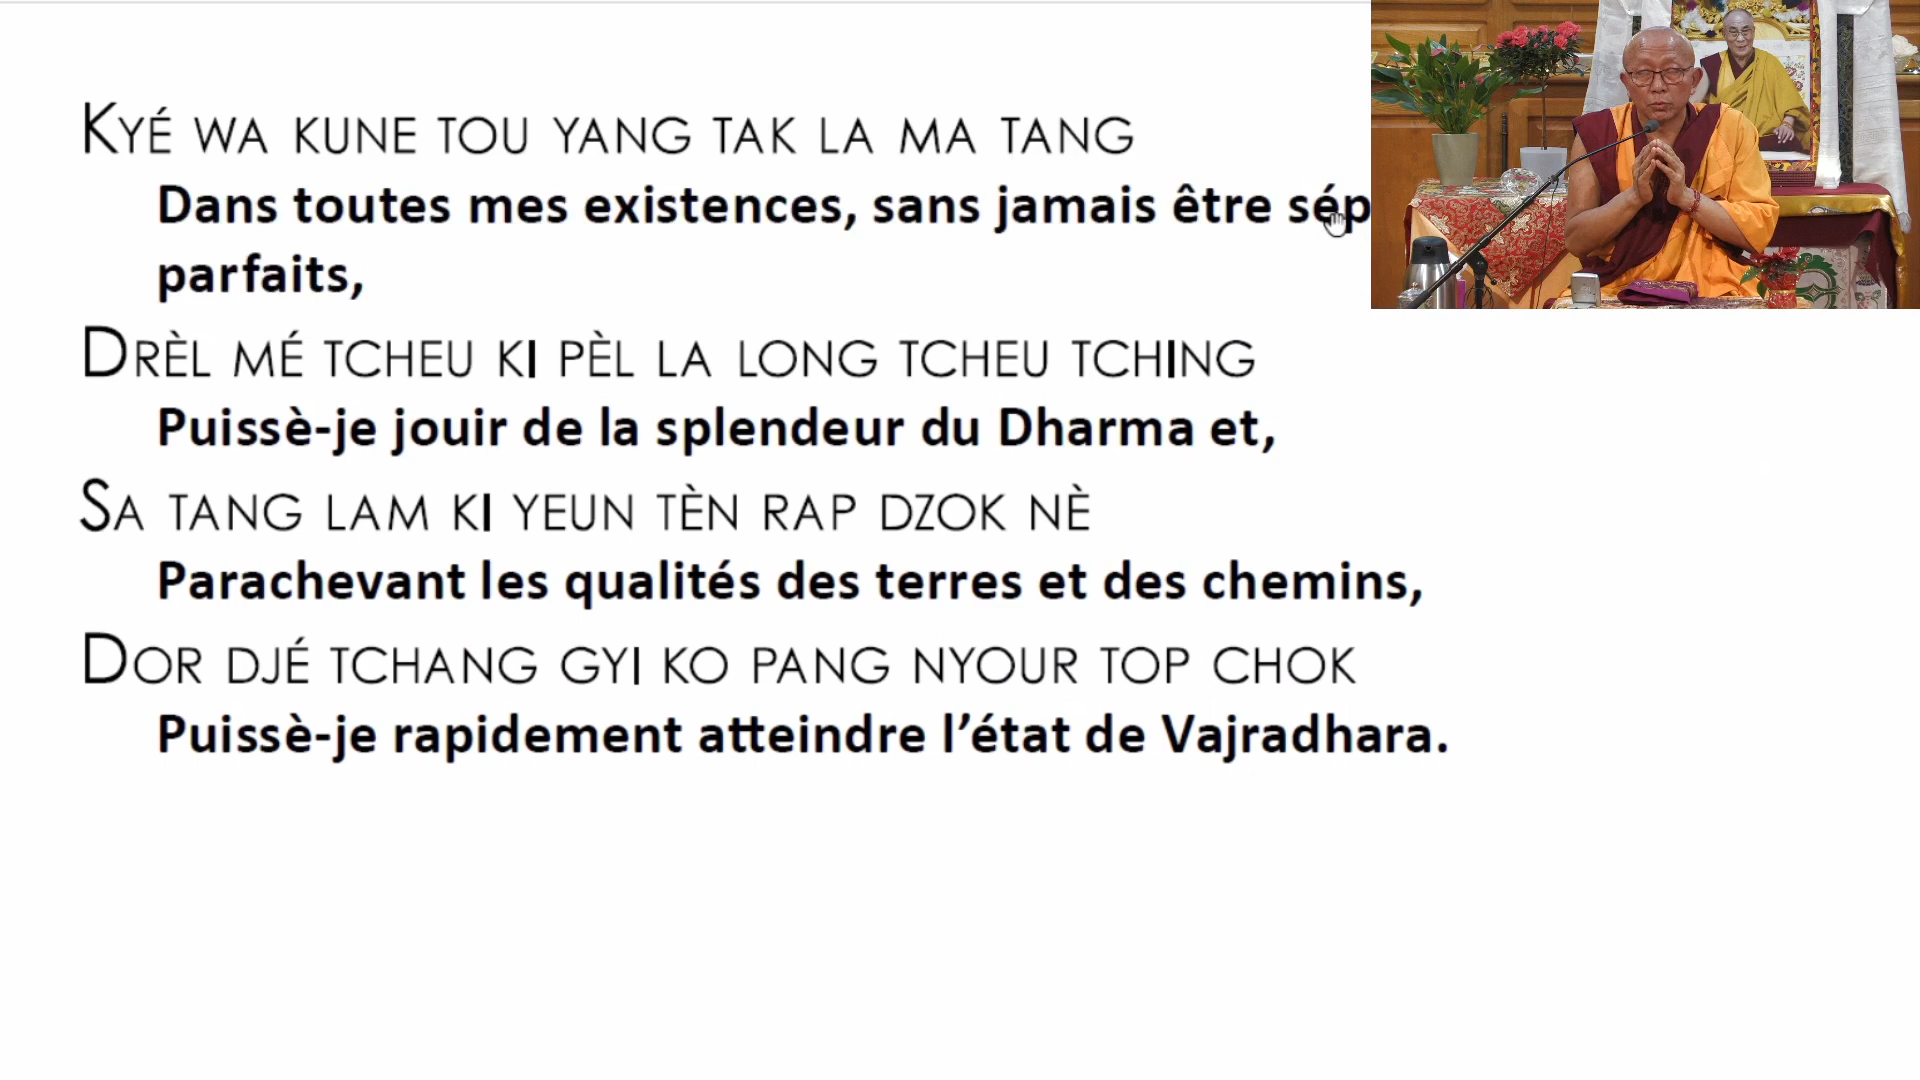 KYÉ WA KUNE TOU YANG TAK LA MA TANG
Dans toutes mes existences, sans jamais être
parfaits,
DRÈL MÉ TCHEU KI PÈL LA LONG TCHEU TCHING
Puissè-je jouir de la splendeur du Dharma et,
SA TANG LAM KI YEUN TÈN RAP DZOK NÈ
Parachevant les qualités des terres et des chemins,
DOR DJÉ TCHANG GYI KO PANG NYOUR TOP CHOK
Puissè-je rapidement atteindre l’état de Vajradhara.